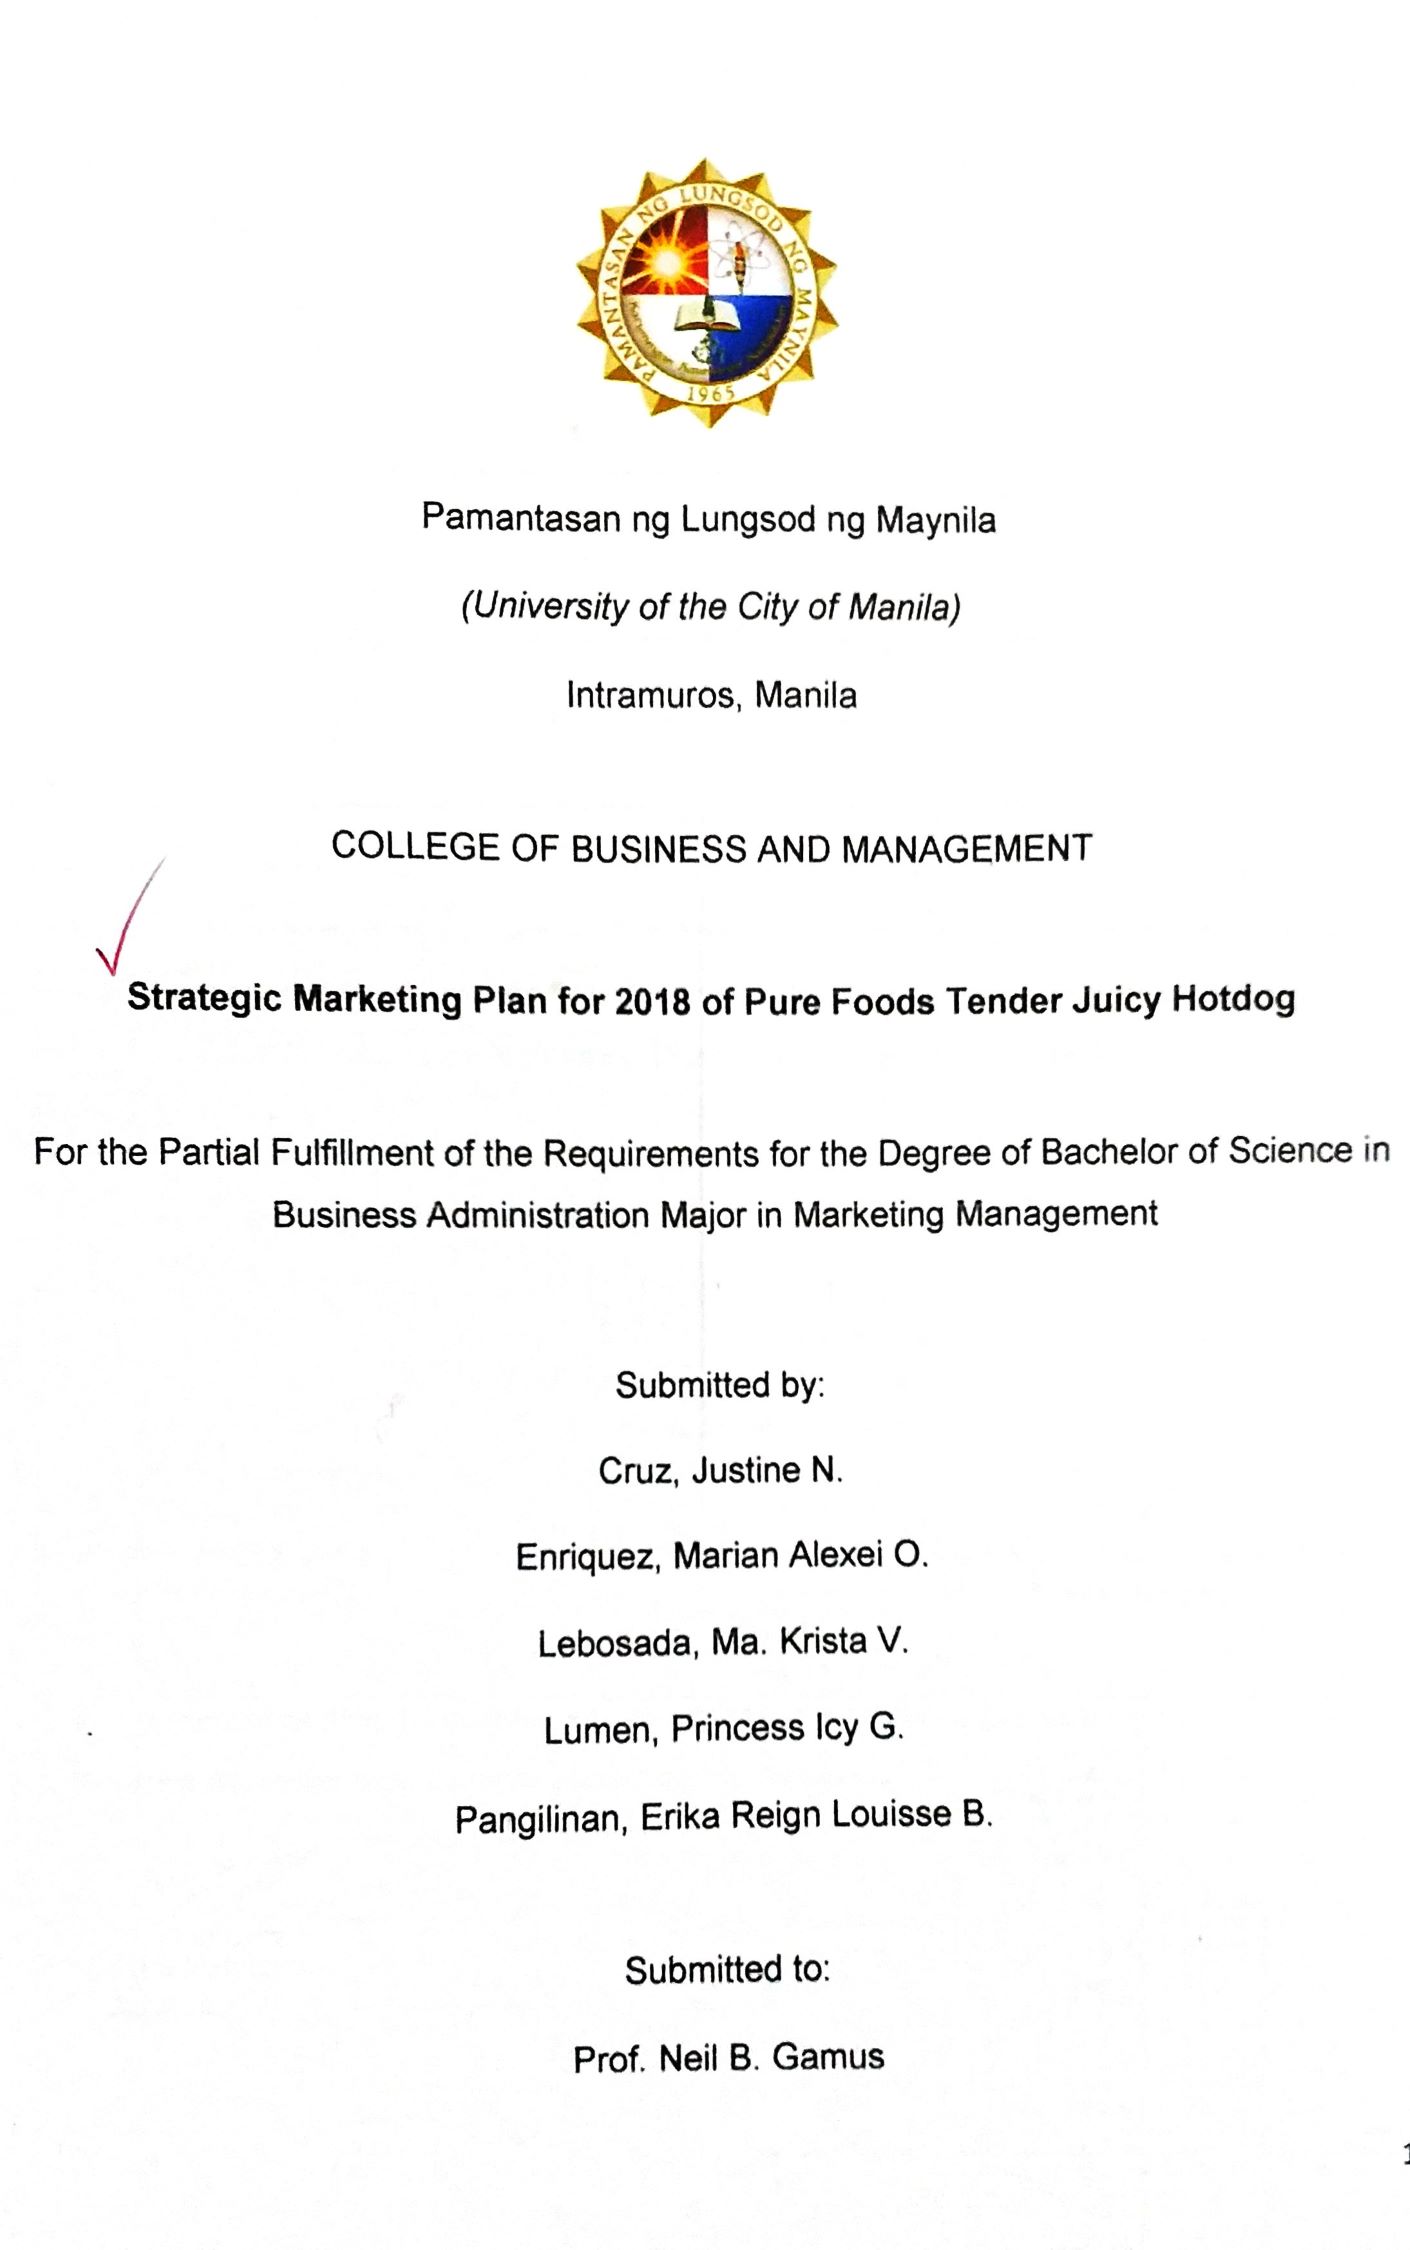 PAMANTASAN NG LUNGSOD NG MAYNILA
1965
Pamantasan ng Lungsod ng Maynila
(University of the City of Manila)
Intramuros, Manila
COLLEGE OF BUSINESS AND MANAGEMENT
Strategic Marketing Plan for 2018 of Pure Foods Tender Juicy Hotdog
For the Partial Fulfillment of the Requirements for the Degree of Bachelor of Science in
Business Administration Major in Marketing Management
Submitted by:
Cruz, Justine N.
Enriquez, Marian Alexei O.
Lebosada, Ma. Krista V.
Lumen, Princess Icy G.
Pangilinan, Erika Reign Louisse B.
Submitted to:
Prof. Neil B. Gamus
1